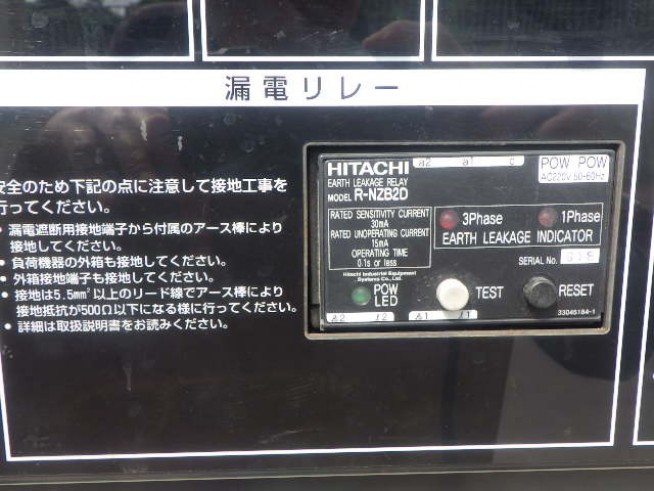 漏電リレー
安全のため下記の点に注意して接地工事を
行ってください。
• 漏電遮断用接地端子から付属のアース棒により
接地してください。
• 負荷機器の外箱も接地してください。
• 外箱接地端子も接地してください。
• 接地は5.5mm²以上のリード線でアース棒により
接地抵抗が500Ω以下になる様に行ってください。
• 詳細は取扱説明書をお読みください。
a2 a1 c
POW POW
HITACHI
AC220V 50-60Hz
EARTH LEAKAGE RELAY
MODEL R-NZB2D
RATED SENSITIVITY CURRENT
30mA
RATED UNOPERATING CURRENT
15mA
OPERATING TIME
0.1s or less
Hitachi Industrial Equipment
Systems Co., Ltd.
3Phase 1Phase
EARTH LEAKAGE INDICATOR
SERIAL No.
POW
LED
TEST
RESET
33045184-1